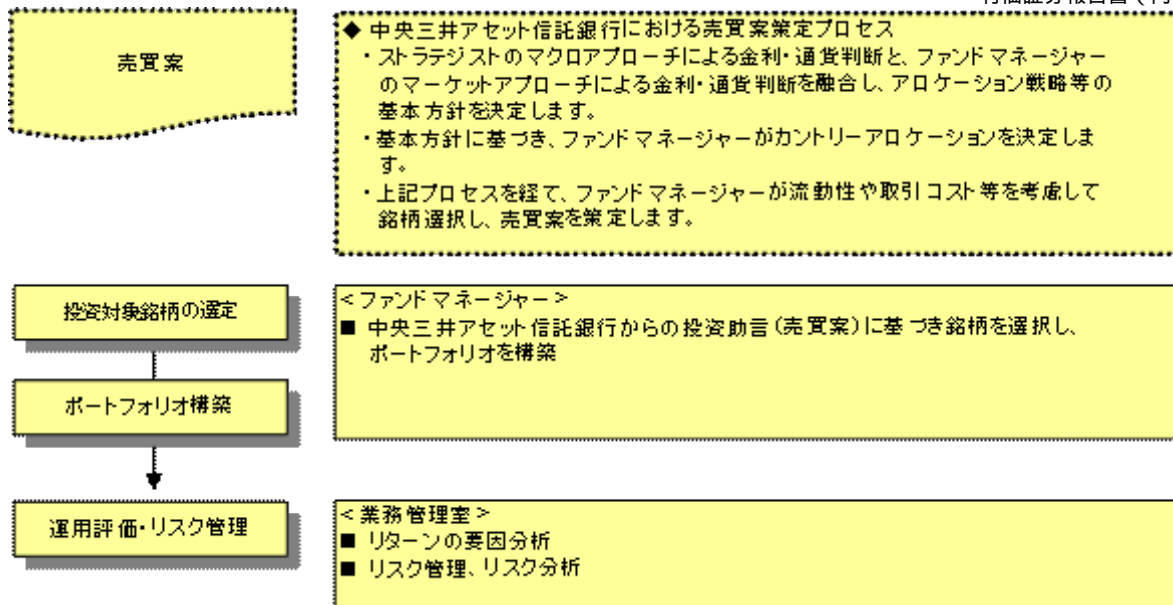 売買案
◆ 中央三井アセット信託銀行における売買案策定プロセス
・ストラテジストのマクロアプローチによる金利・通貨判断と、ファンドマネージャー
のマーケットアプローチによる金利・通貨判断を融合し、アロケーション戦略等の
基本方針を決定します。
・基本方針に基づき、ファンドマネージャーがカントリーアロケーションを決定しま
す。
・上記プロセスを経て、ファンドマネージャーが流動性や取引コスト等を考慮して
銘柄選択し、売買案を策定します。
投資対象銘柄の選定
<ファンドマネージャー>
■ 中央三井アセット信託銀行からの投資助言(売買案)に基づき銘柄を選択し、
ポートフォリオを構築
ポートフォリオ構築
運用評価・リスク管理
<業務管理室>
■ リターンの要因分析
■ リスク管理、リスク分析